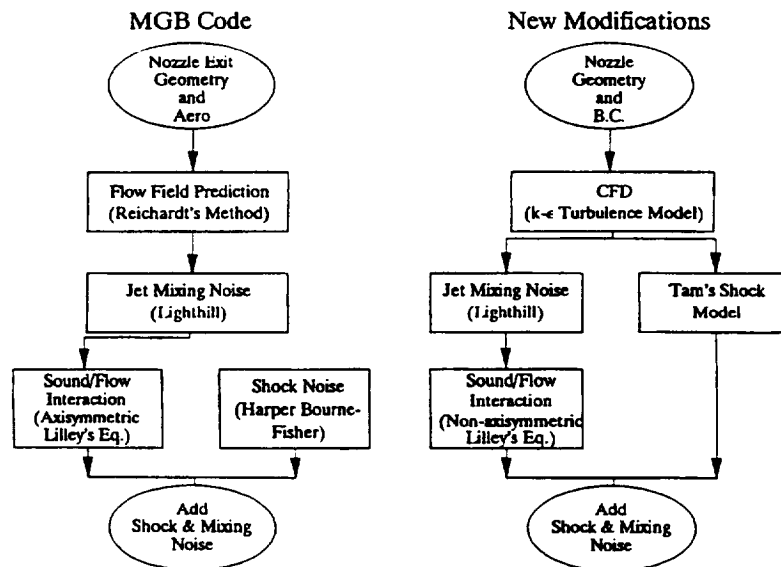 MGB Code
Nozzle Exit
Geometry
and
Aero
Flow Field Prediction
(Reichardt's Method)
Jet Mixing Noise
(Lighthill)
Sound/Flow
Interaction
(Axisymmetric
Lilley's Eq.)
Shock Noise
(Harper Bourne-
Fisher)
Add
Shock & Mixing
Noise
New Modifications
Nozzle
Geometry
and
B.C.
CFD
(k-ϵ Turbulence Model)
Jet Mixing Noise
(Lighthill)
Tam's Shock
Model
Sound/Flow
Interaction
(Non-axisymmetric
Lilley's Eq.)
Add
Shock & Mixing
Noise